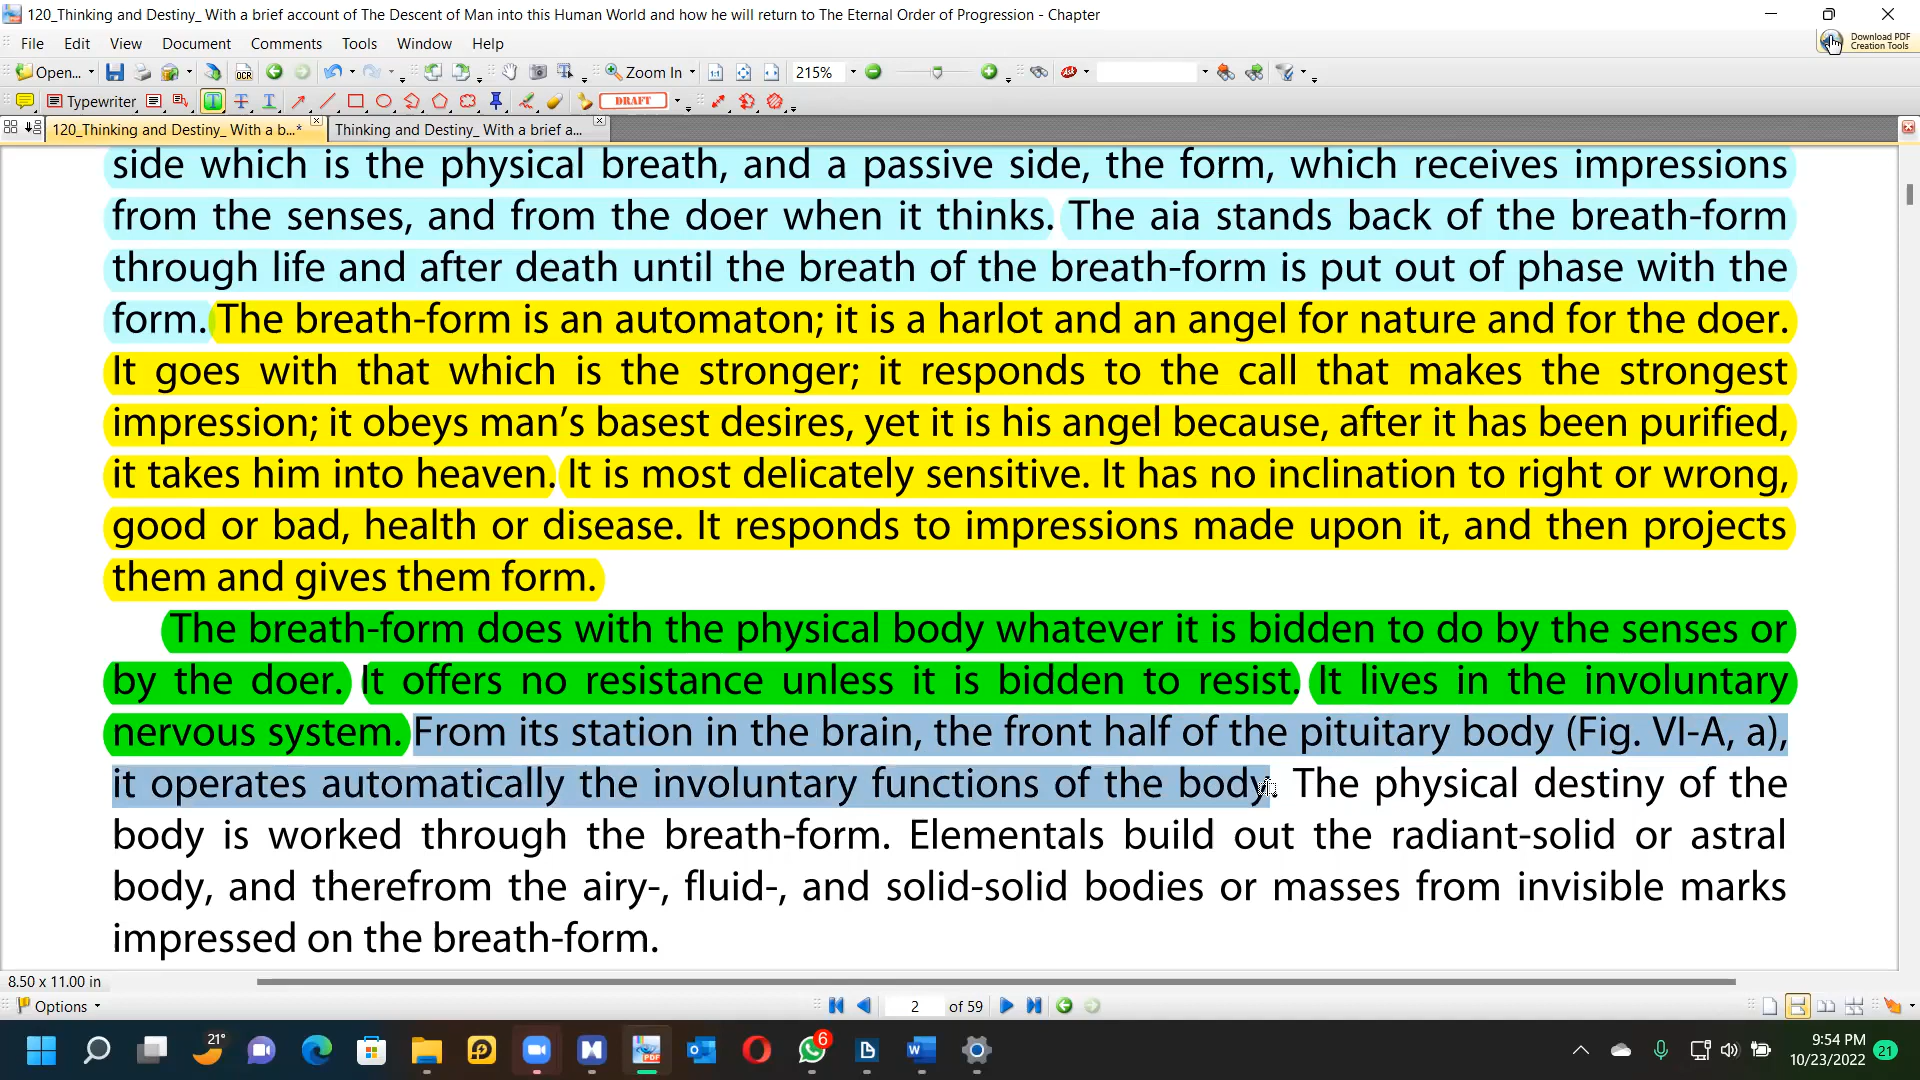 120_Thinking and Destiny_ With a brief account of The Descent of Man into this Human World and how he will return to The Eternal Order of Progression - Chapter
File Edit View Document Comments Tools Window Help
Download PDF
Creation Tools
Open... OCR Zoom In 215%
Typewriter DRAFT
120_Thinking and Destiny_ With a b...* Thinking and Destiny_ With a brief a...
side which is the physical breath, and a passive side, the form, which receives impressions
from the senses, and from the doer when it thinks. The aia stands back of the breath-form
through life and after death until the breath of the breath-form is put out of phase with the
form. The breath-form is an automaton; it is a harlot and an angel for nature and for the doer.
It goes with that which is the stronger; it responds to the call that makes the strongest
impression; it obeys man’s basest desires, yet it is his angel because, after it has been purified,
it takes him into heaven. It is most delicately sensitive. It has no inclination to right or wrong,
good or bad, health or disease. It responds to impressions made upon it, and then projects
them and gives them form.
The breath-form does with the physical body whatever it is bidden to do by the senses or
by the doer. It offers no resistance unless it is bidden to resist. It lives in the involuntary
nervous system. From its station in the brain, the front half of the pituitary body (Fig. VI-A, a),
it operates automatically the involuntary functions of the body. The physical destiny of the
body is worked through the breath-form. Elementals build out the radiant-solid or astral
body, and therefrom the airy-, fluid-, and solid-solid bodies or masses from invisible marks
impressed on the breath-form.
8.50 x 11.00 in
Options 2 of 59
21° 6 9:54 PM
10/23/2022 21